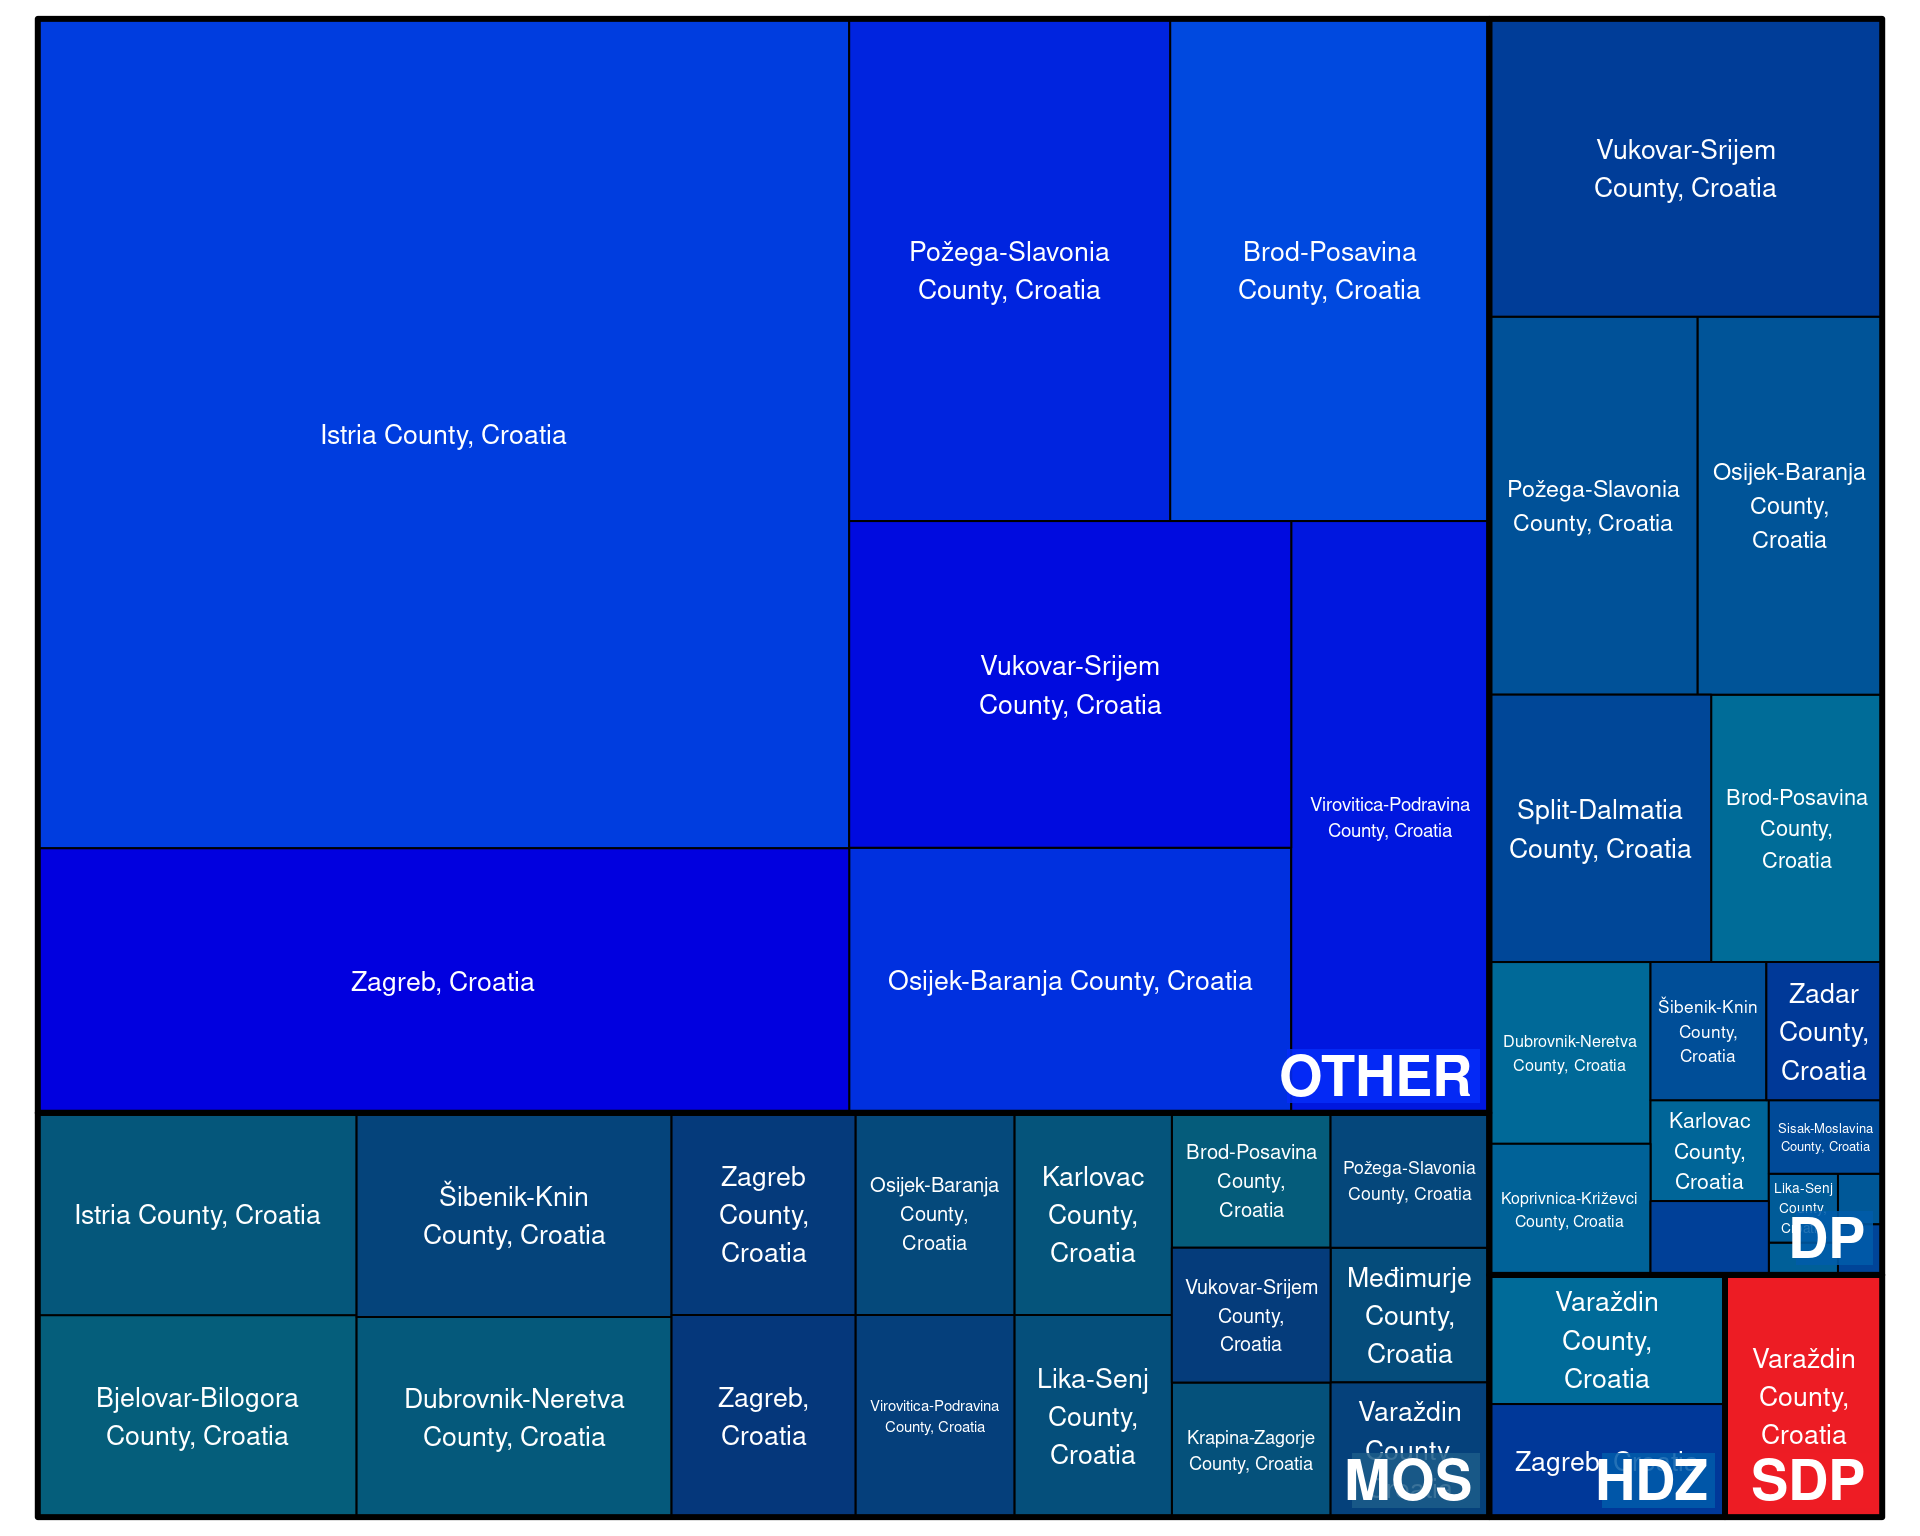 Istria County, Croatia
Požega-Slavonia
County, Croatia
Brod-Posavina
County, Croatia
Vukovar-Srijem
County, Croatia
Virovitica-Podravina
County, Croatia
Zagreb, Croatia
Osijek-Baranja County, Croatia
OTHER
Vukovar-Srijem
County, Croatia
Požega-Slavonia
County, Croatia
Osijek-Baranja
County,
Croatia
Split-Dalmatia
County, Croatia
Brod-Posavina
County,
Croatia
Dubrovnik-Neretva
County, Croatia
Šibenik-Knin
County,
Croatia
Zadar
County,
Croatia
Karlovac
County,
Croatia
Sisak-Moslavina
County, Croatia
Koprivnica-Križevci
County, Croatia
Lika-Senj
County,
DP
Istria County, Croatia
Šibenik-Knin
County, Croatia
Zagreb
County,
Croatia
Osijek-Baranja
County,
Croatia
Karlovac
County,
Croatia
Brod-Posavina
County,
Croatia
Požega-Slavonia
County, Croatia
Vukovar-Srijem
County,
Croatia
Međimurje
County,
Croatia
Bjelovar-Bilogora
County, Croatia
Dubrovnik-Neretva
County, Croatia
Zagreb,
Croatia
Virovitica-Podravina
County, Croatia
Lika-Senj
County,
Croatia
Krapina-Zagorje
County, Croatia
Varaždin
County,
MOS
Varaždin
County,
Croatia
Zagreb, Croatia
HDZ
Varaždin
County,
Croatia
SDP